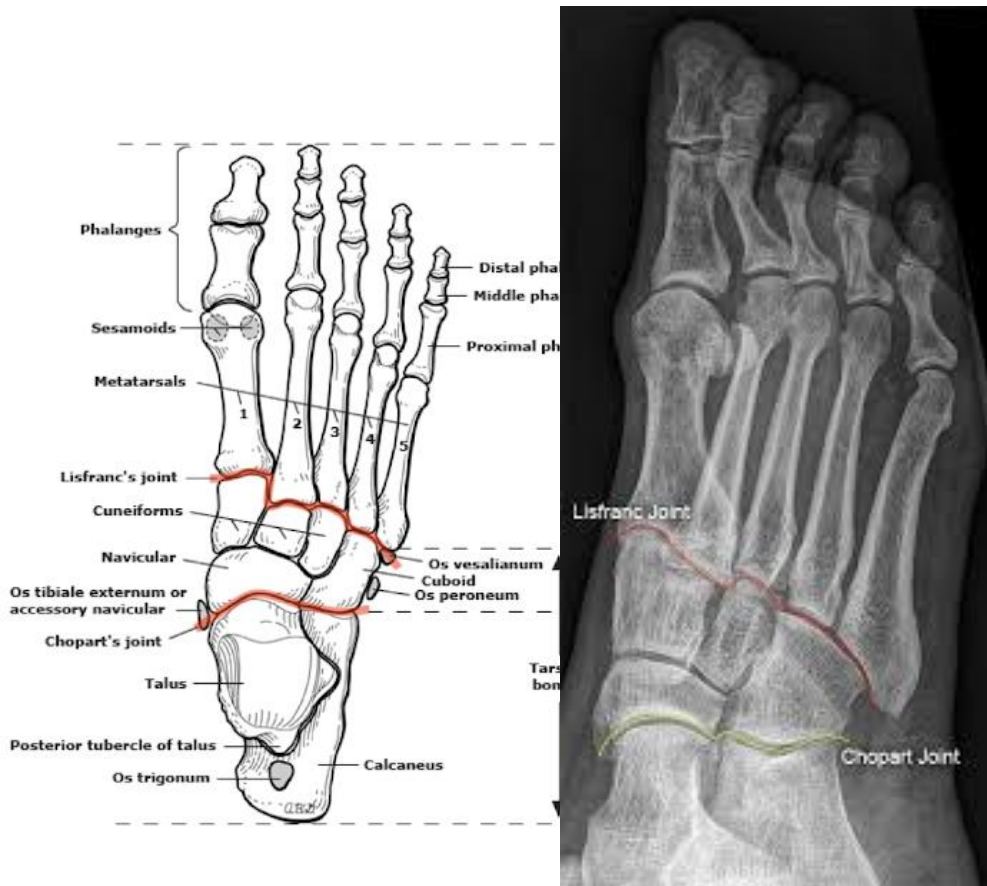 Phalanges
Distal phal
Middle pha
Sesamoids
Proximal ph
Metatarsals
1
2
3
4
5
Lisfranc's joint
Cuneiforms
Navicular
Os vesalianum
Cuboid
Os tibiale externum or
accessory navicular
Os peroneum
Chopart's joint
Tars
bon
Talus
Posterior tubercle of talus
Calcaneus
Os trigonum
Lisfranc Joint
Chopart Joint